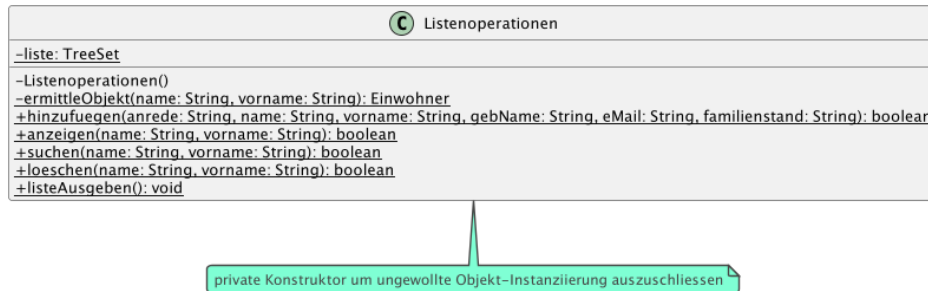 C Listenoperationen
-liste: TreeSet
-Listenoperationen()
-ermittleObjekt(name: String, vorname: String): Einwohner
+hinzufuegen(anrede: String, name: String, vorname: String, gebName: String, eMail: String, familienstand: String): boolean
+anzeigen(name: String, vorname: String): boolean
+suchen(name: String, vorname: String): boolean
+loeschen(name: String, vorname: String): boolean
+listeAusgeben(): void
private Konstruktor um ungewollte Objekt-Instanziierung auszuschliessen